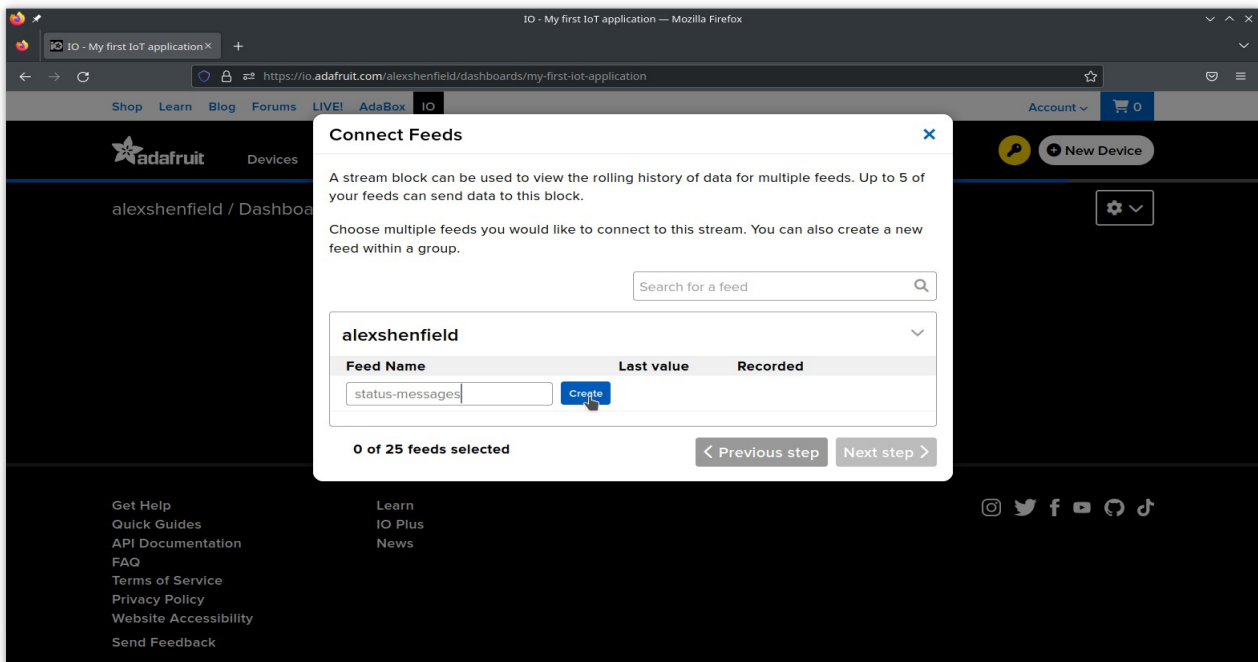 IO - My first IoT application — Mozilla Firefox
IO - My first IoT application
https://io.adafruit.com/alexshenfield/dashboards/my-first-iot-application
Shop Learn Blog Forums LIVE! AdaBox IO
Account
0
adafruit
Devices
New Device
alexshenfield / Dashboa
Connect Feeds
A stream block can be used to view the rolling history of data for multiple feeds. Up to 5 of
your feeds can send data to this block.
Choose multiple feeds you would like to connect to this stream. You can also create a new
feed within a group.
Search for a feed
alexshenfield
Feed Name Last value Recorded
status-messages Create
0 of 25 feeds selected
Previous step
Next step
Get Help
Quick Guides
API Documentation
FAQ
Terms of Service
Privacy Policy
Website Accessibility
Send Feedback
Learn
IO Plus
News